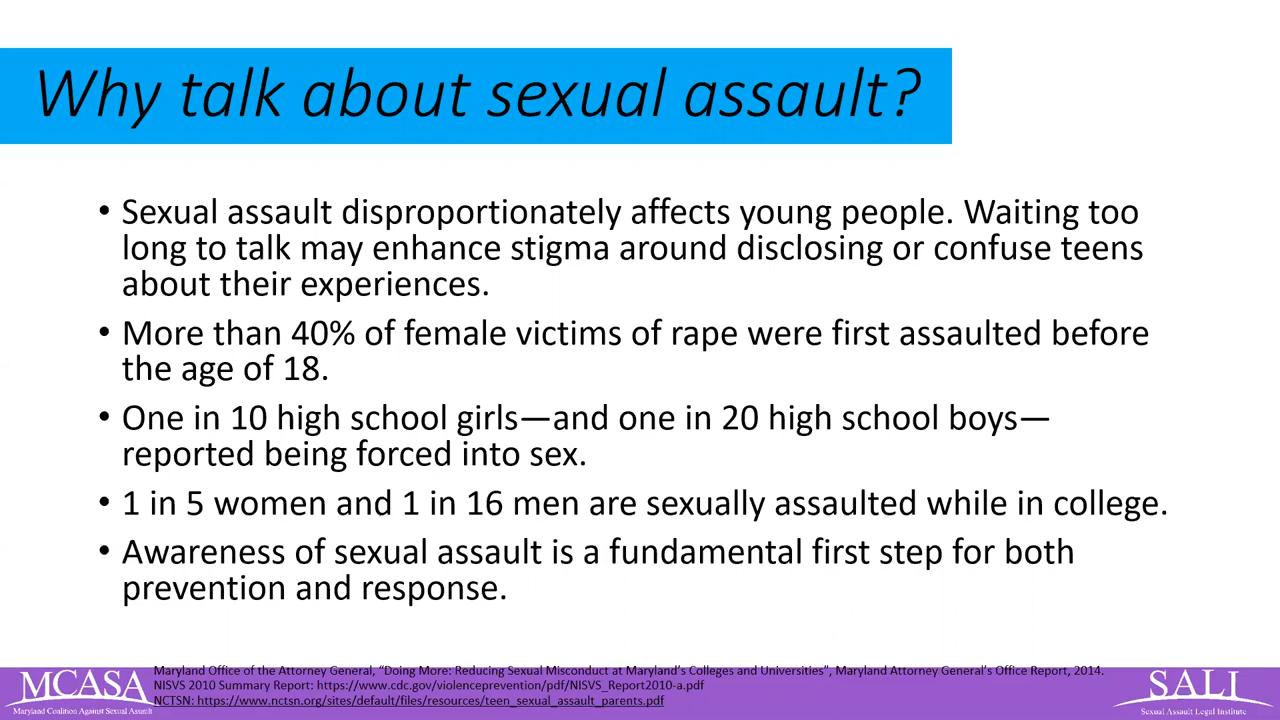 Why talk about sexual assault?
• Sexual assault disproportionately affects young people. Waiting too
long to talk may enhance stigma around disclosing or confuse teens
about their experiences.
• More than 40% of female victims of rape were first assaulted before
the age of 18.
• One in 10 high school girls—and one in 20 high school boys—
reported being forced into sex.
• 1 in 5 women and 1 in 16 men are sexually assaulted while in college.
• Awareness of sexual assault is a fundamental first step for both
prevention and response.
Maryland Office of the Attorney General, “Doing More: Reducing Sexual Misconduct at Maryland’s Colleges and Universities”, Maryland Attorney General’s Office Report, 2014.
NISVS 2010 Summary Report: https://www.cdc.gov/violenceprevention/pdf/NISVS_Report2010-a.pdf
NCTSN: https://www.nctsn.org/sites/default/files/resources/teen_sexual_assault_parents.pdf
MCASA
Maryland Coalition Against Sexual Assault
SALI
Sexual Assault Legal Institute